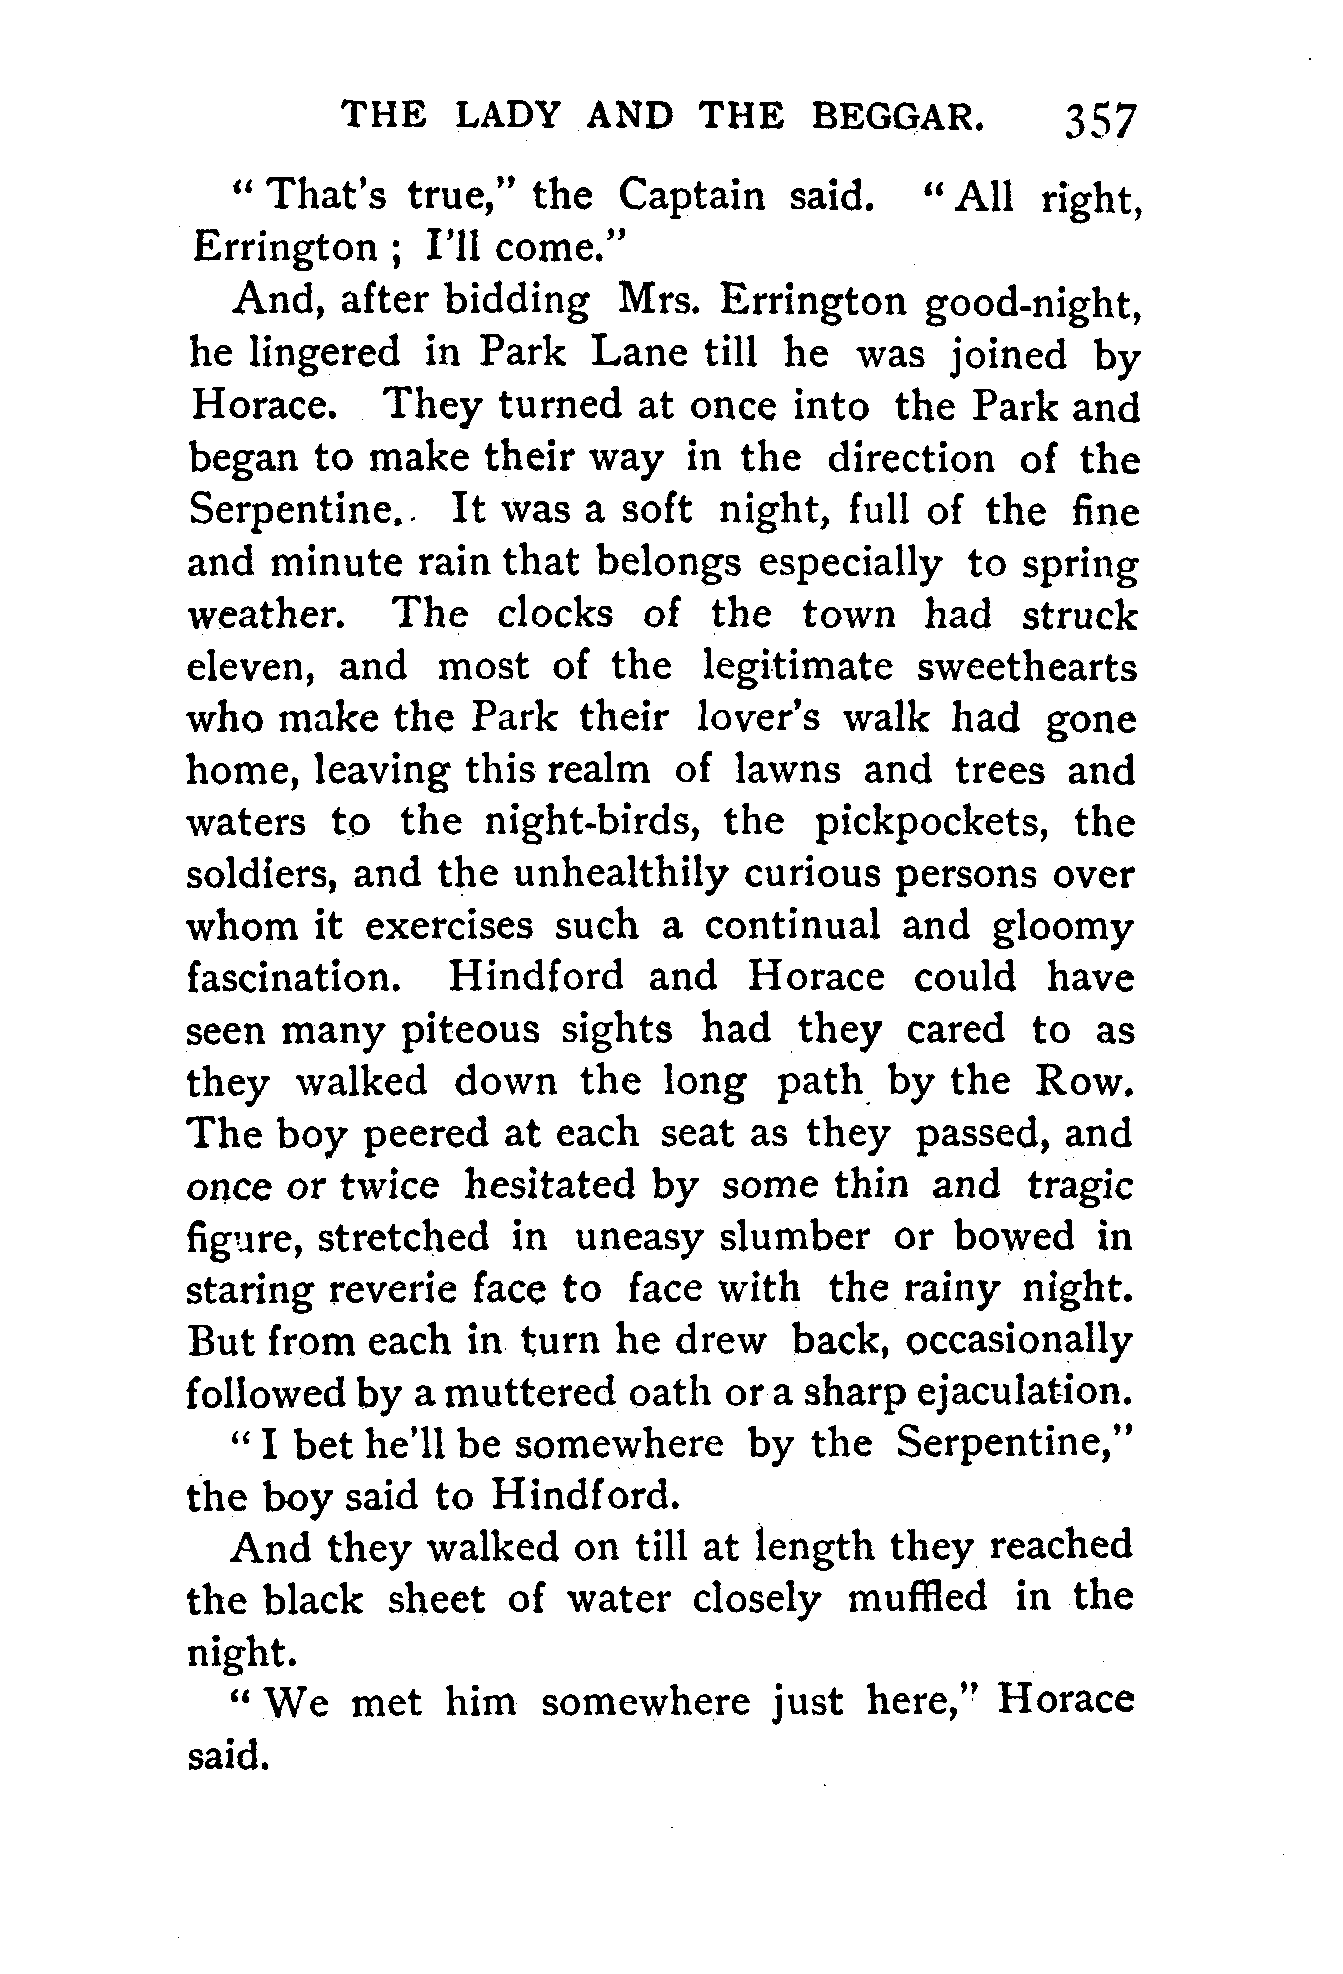 THE LADY AND THE BEGGAR. 357
“ That's true,” the Captain said. “ All right,
Errington ; I'll come.”
And, after bidding Mrs. Errington good-night,
he lingered in Park Lane till he was joined by
Horace. They turned at once into the Park and
began to make their way in the direction of the
Serpentine. It was a soft night, full of the fine
and minute rain that belongs especially to spring
weather. The clocks of the town had struck
eleven, and most of the legitimate sweethearts
who make the Park their lover's walk had gone
home, leaving this realm of lawns and trees and
waters to the night-birds, the pickpockets, the
soldiers, and the unhealthily curious persons over
whom it exercises such a continual and gloomy
fascination. Hindford and Horace could have
seen many piteous sights had they cared to as
they walked down the long path by the Row.
The boy peered at each seat as they passed, and
once or twice hesitated by some thin and tragic
figure, stretched in uneasy slumber or bowed in
staring reverie face to face with the rainy night.
But from each in turn he drew back, occasionally
followed by a muttered oath or a sharp ejaculation.
“ I bet he'll be somewhere by the Serpentine,”
the boy said to Hindford.
And they walked on till at length they reached
the black sheet of water closely muffled in the
night.
“ We met him somewhere just here,” Horace
said.